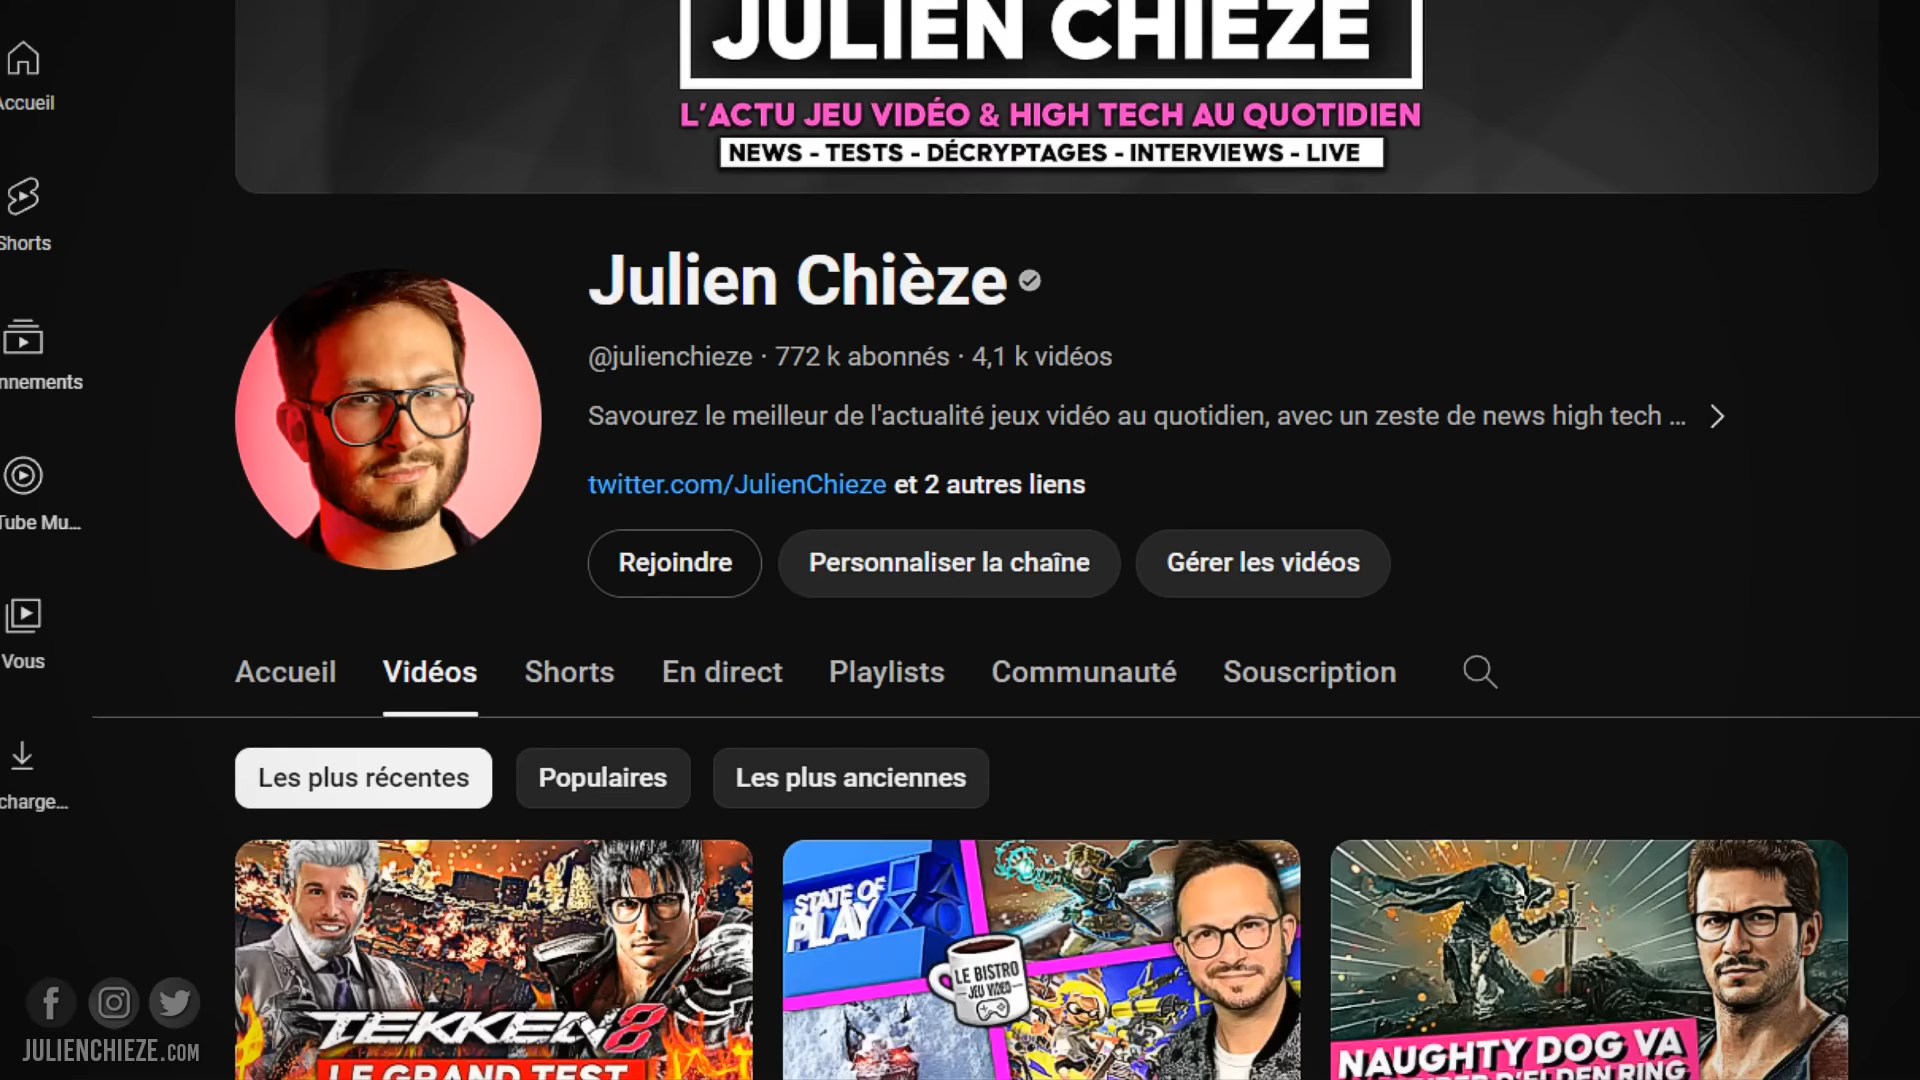 JULIEN CHIEZE
L'ACTU JEU VIDÉO & HIGH TECH AU QUOTIDIEN
NEWS - TESTS - DÉCRYPTAGES - INTERVIEWS - LIVE
Accueil
Shorts
nnements
Tube Mu...
Vous
charge...
Julien Chièze
@julienchieze · 772 k abonnés · 4,1 k vidéos
Savourez le meilleur de l'actualité jeux vidéo au quotidien, avec un zeste de news high tech ...
twitter.com/JulienChieze et 2 autres liens
Rejoindre Personnaliser la chaîne Gérer les vidéos
Accueil Vidéos Shorts En direct Playlists Communauté Souscription
Les plus récentes Populaires Les plus anciennes
TEKKEN 8
LE GRAND TEST
STATE OF
PLAY
LE BISTRO
JEU VIDEO
NAUGHTY DOG VA
D'ELDEN RING
JULIENCHIEZE.COM